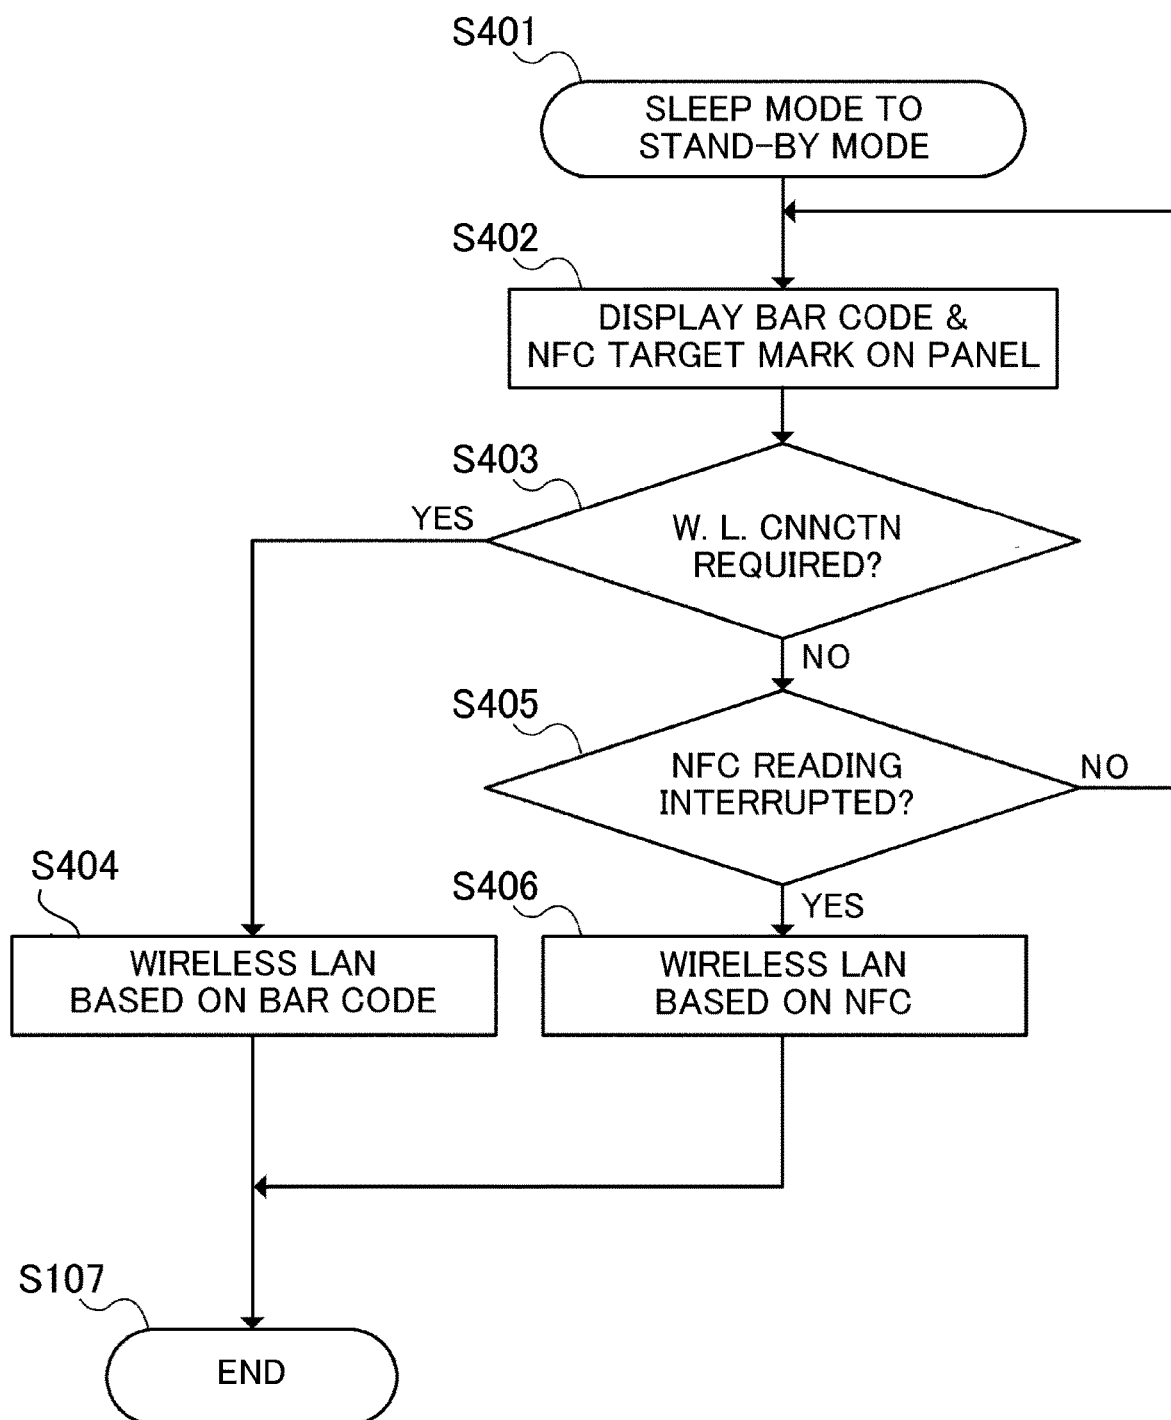 S401
SLEEP MODE TO
STAND-BY MODE
S402
DISPLAY BAR CODE &
NFC TARGET MARK ON PANEL
S403
YES
W. L. CNNCTN
REQUIRED?
NO
S405
NFC READING
INTERRUPTED?
NO
S404
S406
YES
WIRELESS LAN
BASED ON BAR CODE
WIRELESS LAN
BASED ON NFC
S107
END